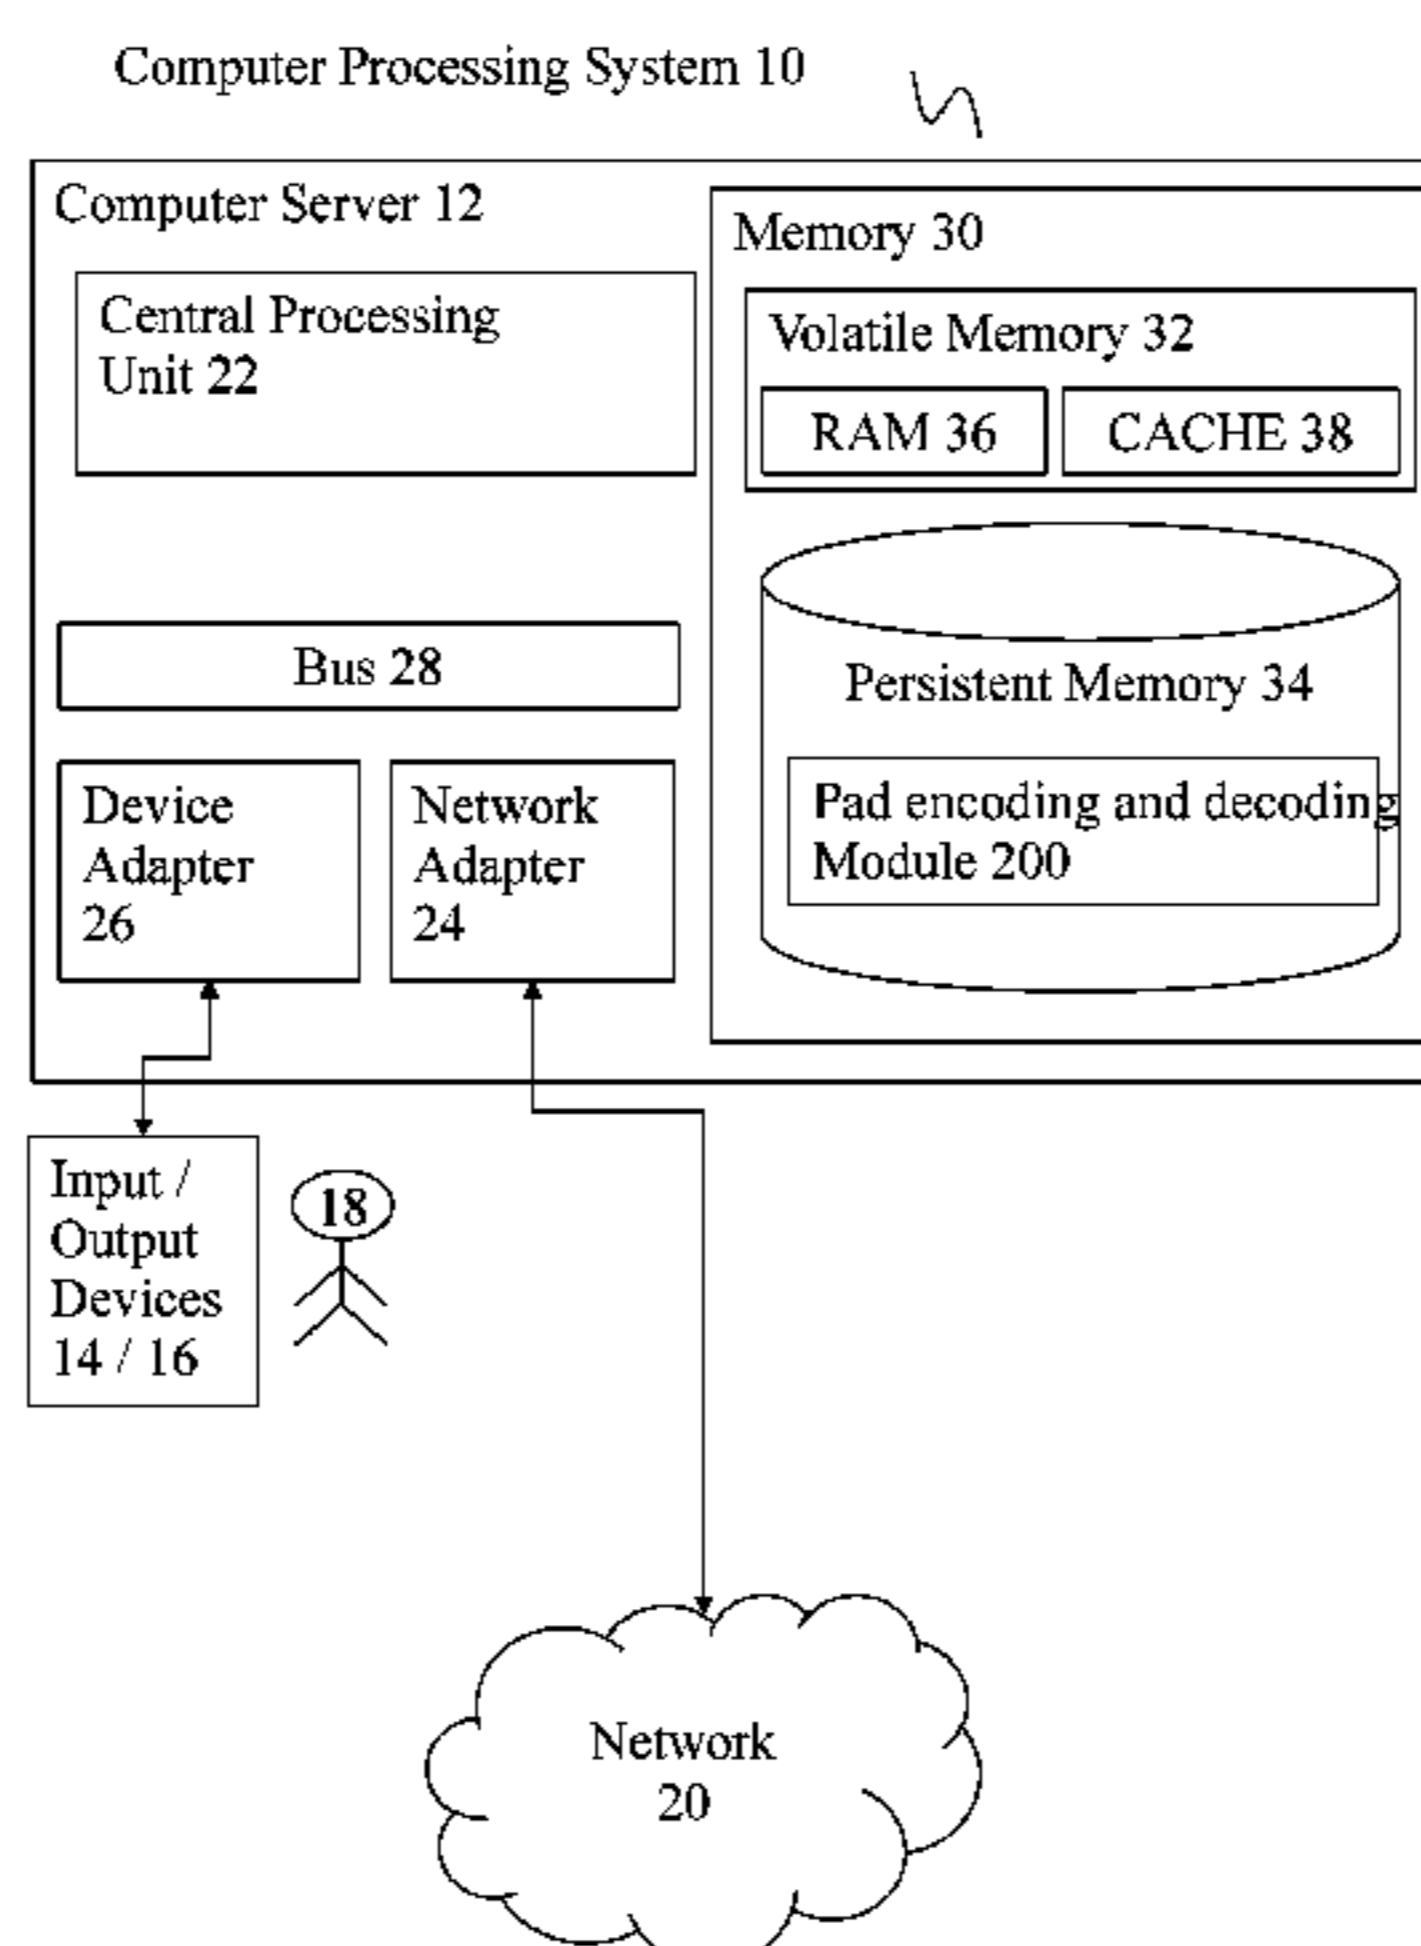 Computer Processing System 10
Computer Server 12
Central Processing
Unit 22
Bus 28
Device
Adapter
26
Network
Adapter
24
Memory 30
Volatile Memory 32
RAM 36
CACHE 38
Persistent Memory 34
Pad encoding and decoding
Module 200
Input /
Output
Devices
14 / 16
18
Network
20